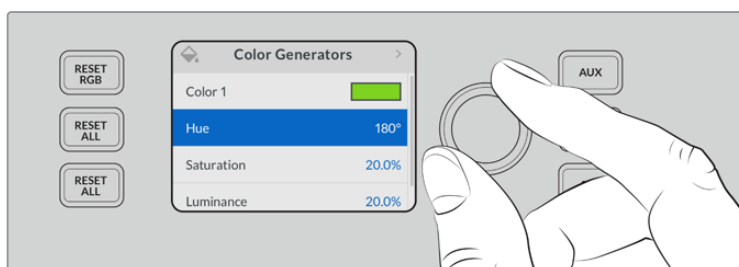 RESET
RGB
RESET
ALL
RESET
ALL
Color Generators >
Color 1
Hue 180°
Saturation 20.0%
Luminance 20.0%
AUX